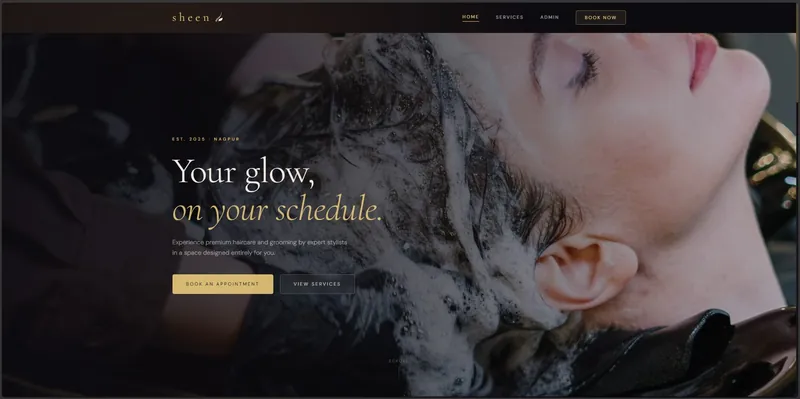 sheen
HOME SERVICES ADMIN BOOK NOW
EST. 2025 · NAGPUR
Your glow,
on your schedule.
Experience premium haircare and grooming by expert stylists
in a space designed entirely for you.
BOOK AN APPOINTMENT VIEW SERVICES
SCROLL